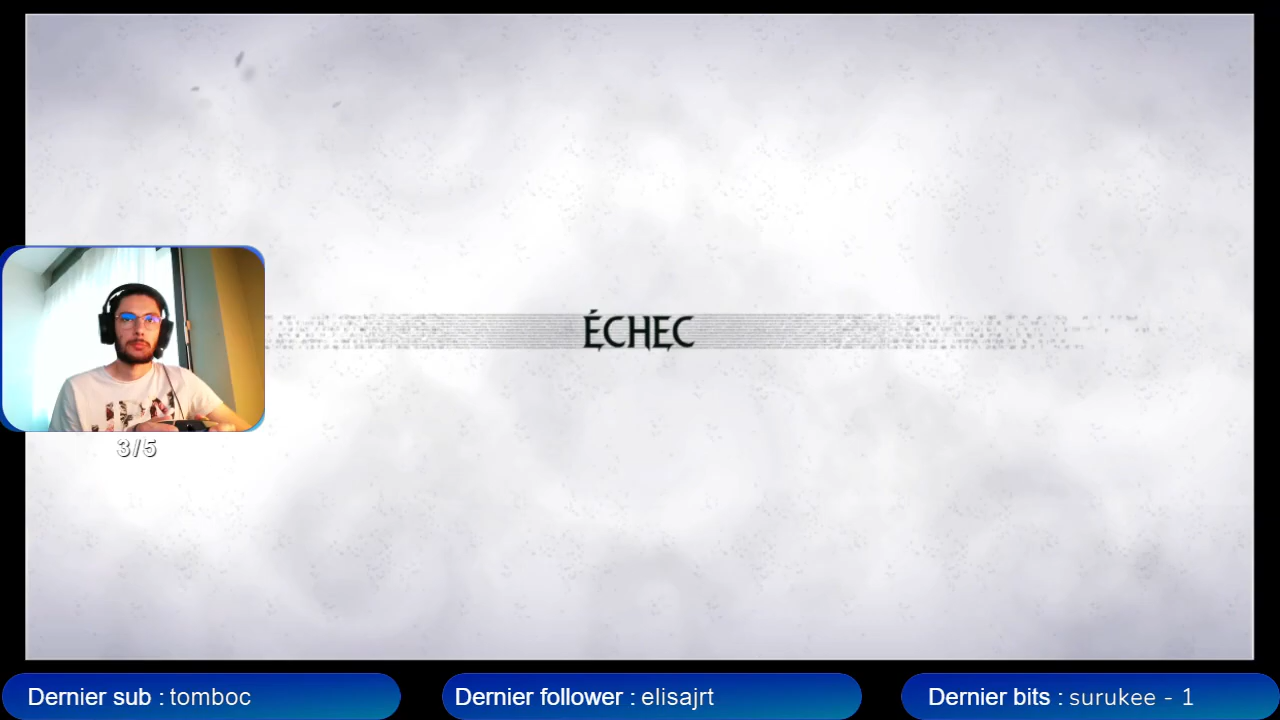 ÉCHEC
3/5
Dernier sub : tomboc
Dernier follower : elisajrt
Dernier bits : surukee - 1